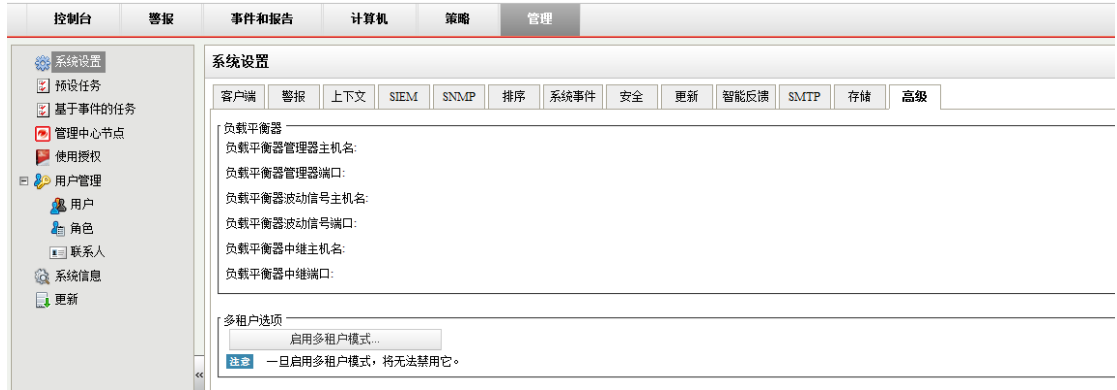 控制台 警报 事件和报告 计算机 策略 管理
系统设置
预设任务
基于事件的任务
管理中心节点
使用授权
用户管理
用户
角色
联系人
系统信息
更新
«
系统设置
客户端 警报 上下文 SIEM SNMP 排序 系统事件 安全 更新 智能反馈 SMTP 存储 高级
负载平衡器
负载平衡器管理器主机名:
负载平衡器管理器端口:
负载平衡器波动信号主机名:
负载平衡器波动信号端口:
负载平衡器中继主机名:
负载平衡器中继端口:
多租户选项
启用多租户模式...
注意 一旦启用多租户模式，将无法禁用它。